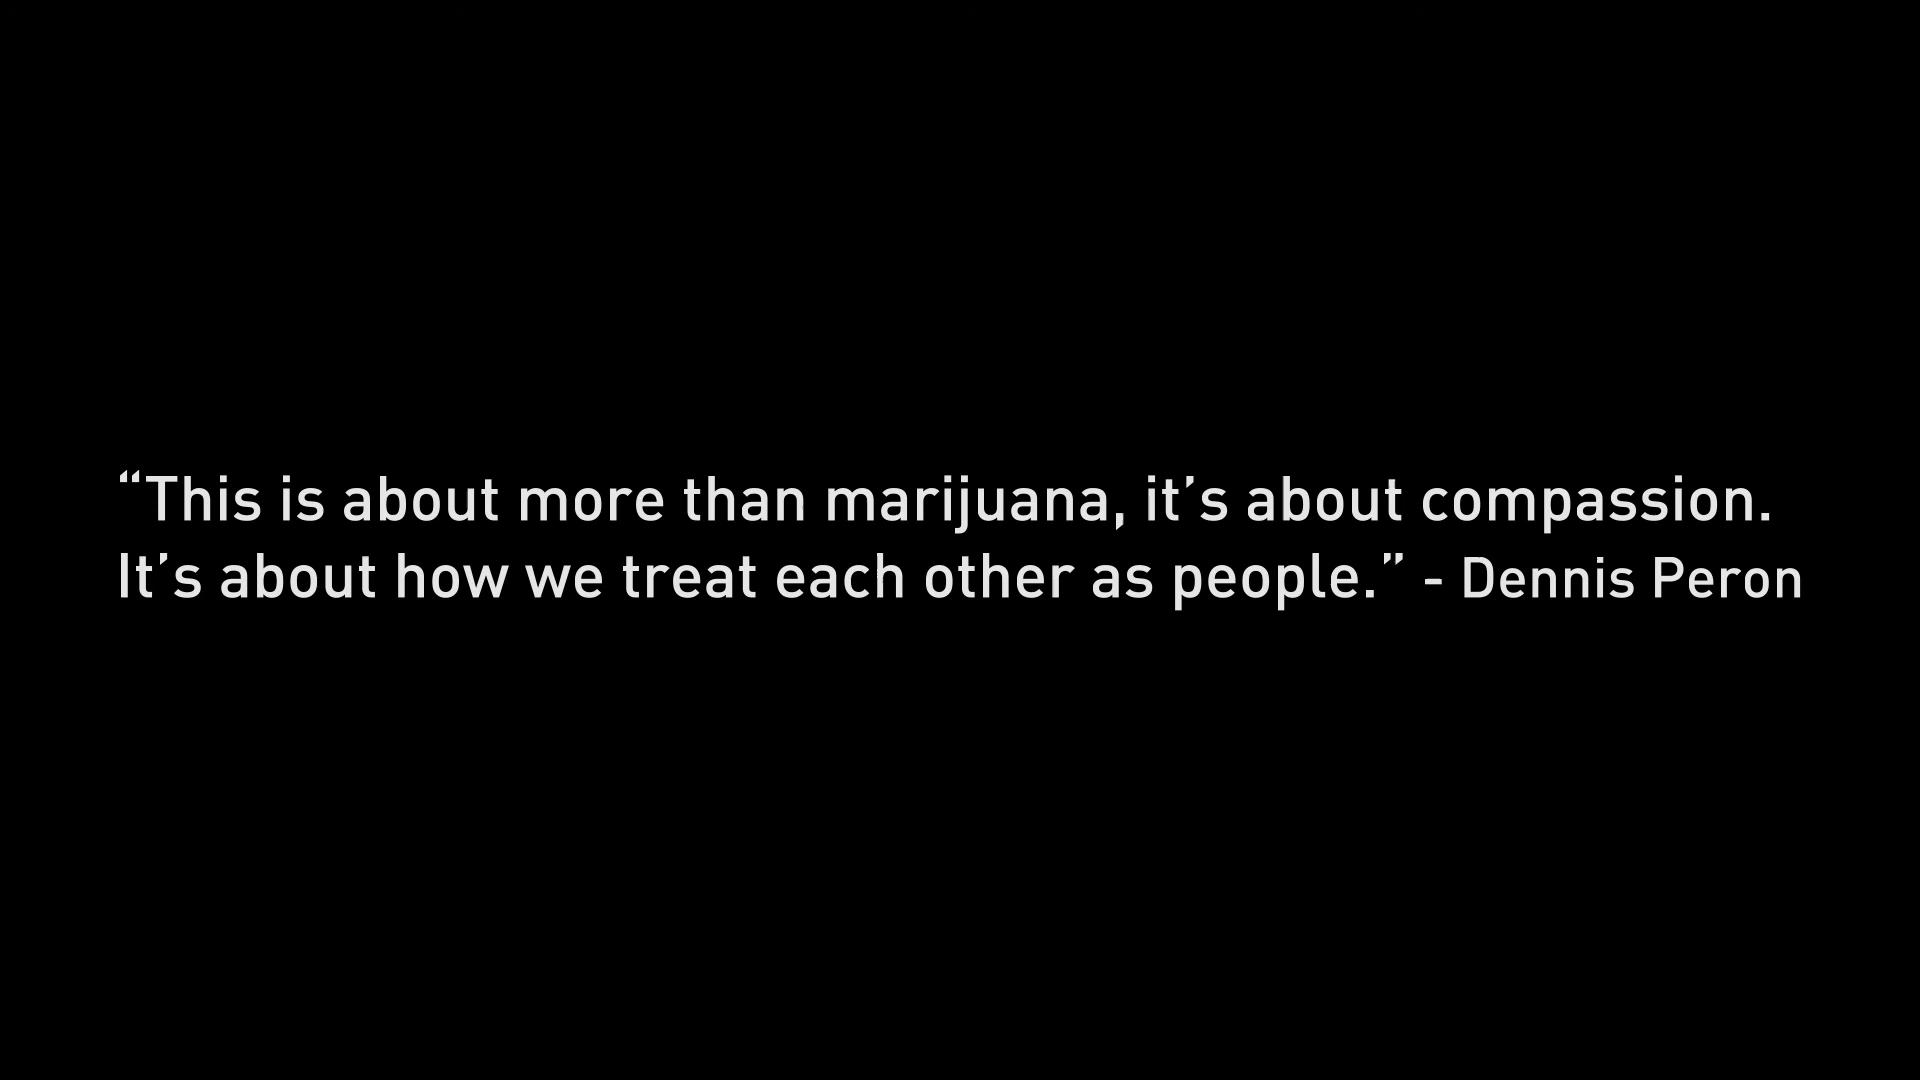 “This is about more than marijuana, it’s about compassion.
It’s about how we treat each other as people.” - Dennis Peron